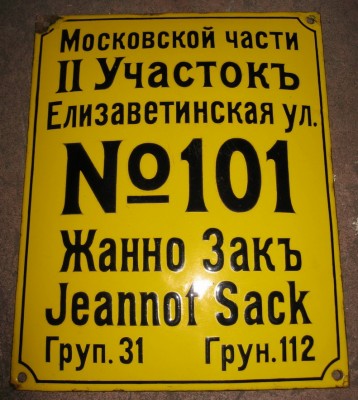 Московской части
II Участокъ
Елизаветинская ул.
№101
Жанно Закъ
Jeannot Sack
Груп. 31 Грун. 112